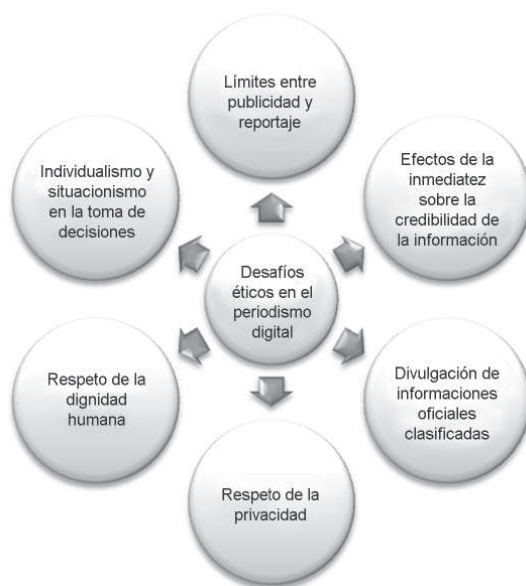 Límites entre
publicidad y
reportaje
Efectos de la
inmediatez
sobre la
credibilidad de
la información
Divulgación de
informaciones
oficiales
clasificadas
Respeto de la
privacidad
Respeto de la
dignidad
humana
Individualismo y
situacionismo
en la toma de
decisiones
Desafíos
éticos en el
periodismo
digital